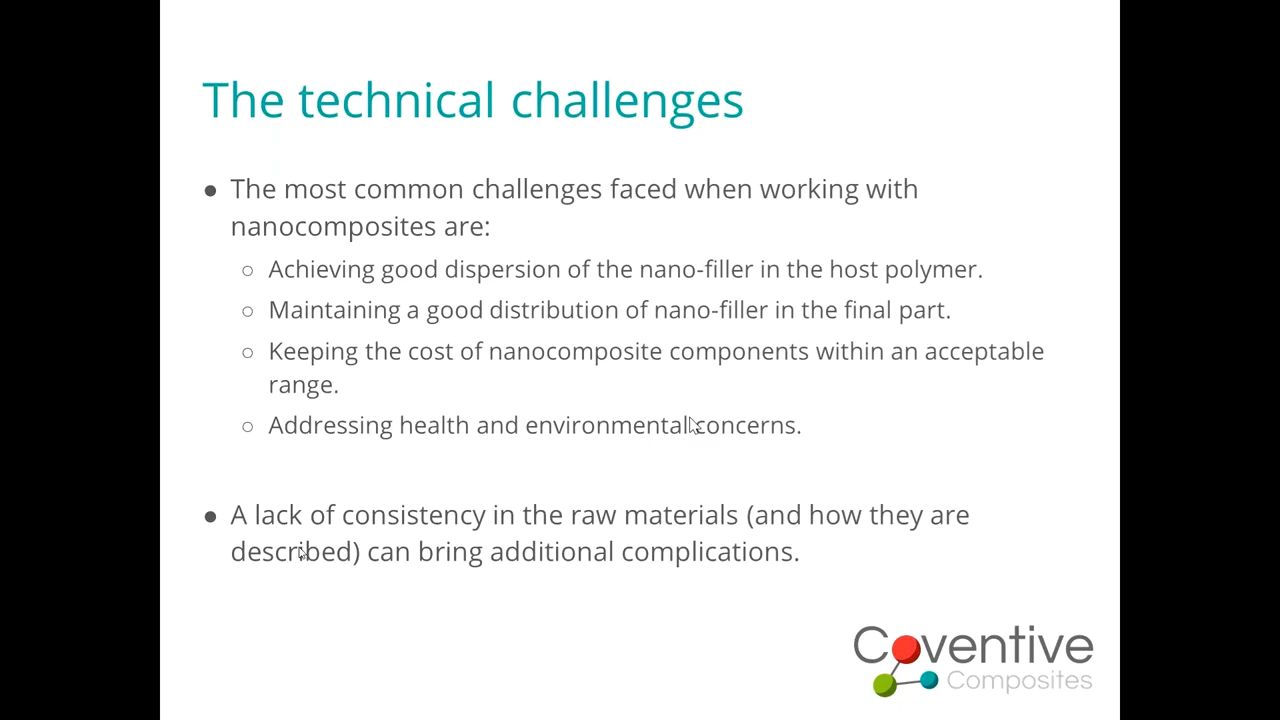 The technical challenges
● The most common challenges faced when working with
nanocomposites are:
○ Achieving good dispersion of the nano-filler in the host polymer.
○ Maintaining a good distribution of nano-filler in the final part.
○ Keeping the cost of nanocomposite components within an acceptable
range.
○ Addressing health and environmental concerns.
● A lack of consistency in the raw materials (and how they are
described) can bring additional complications.
Coventive
Composites